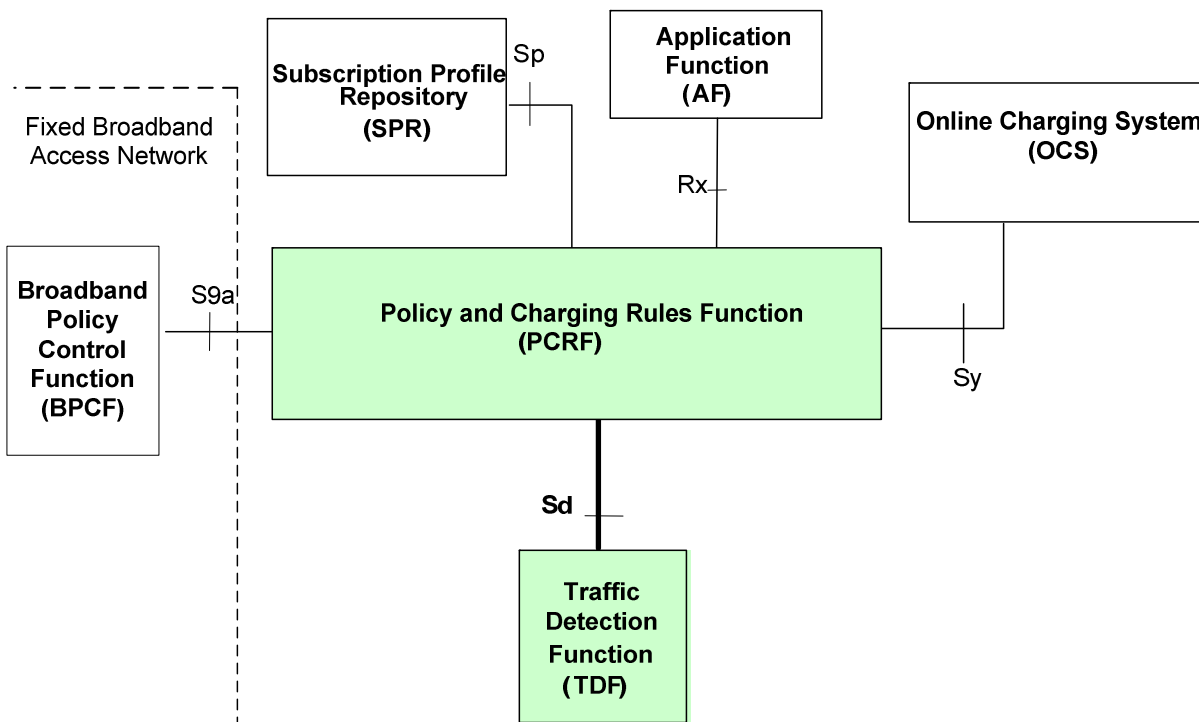 Sp
Application
Function
(AF)
Subscription Profile
Repository
(SPR)
Fixed Broadband
Access Network
Online Charging System
(OCS)
Rx
Broadband
Policy
Control
Function
(BPCF)
S9a
Policy and Charging Rules Function
(PCRF)
Sy
Sd
Traffic
Detection
Function
(TDF)